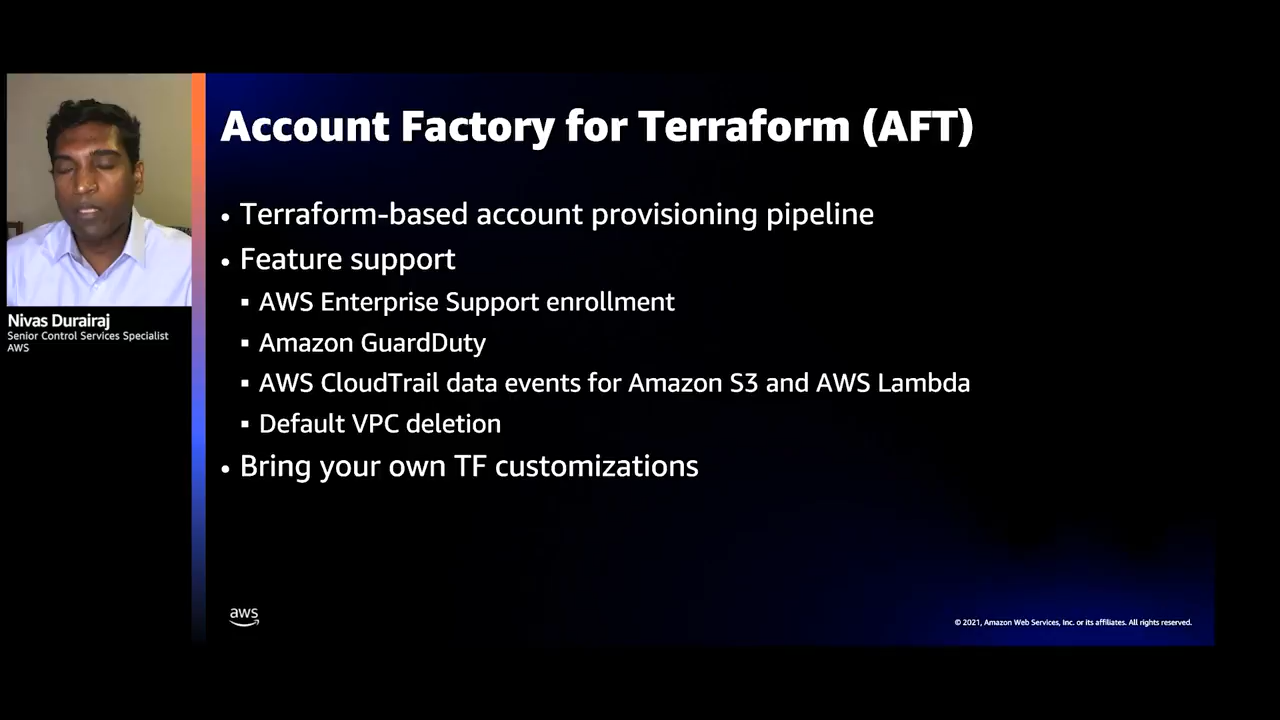 Account Factory for Terraform (AFT)
• Terraform-based account provisioning pipeline
• Feature support
▪ AWS Enterprise Support enrollment
▪ Amazon GuardDuty
▪ AWS CloudTrail data events for Amazon S3 and AWS Lambda
▪ Default VPC deletion
• Bring your own TF customizations
Nivas Durairaj
Senior Control Services Specialist
AWS
aws
© 2021, Amazon Web Services, Inc. or its affiliates. All rights reserved.